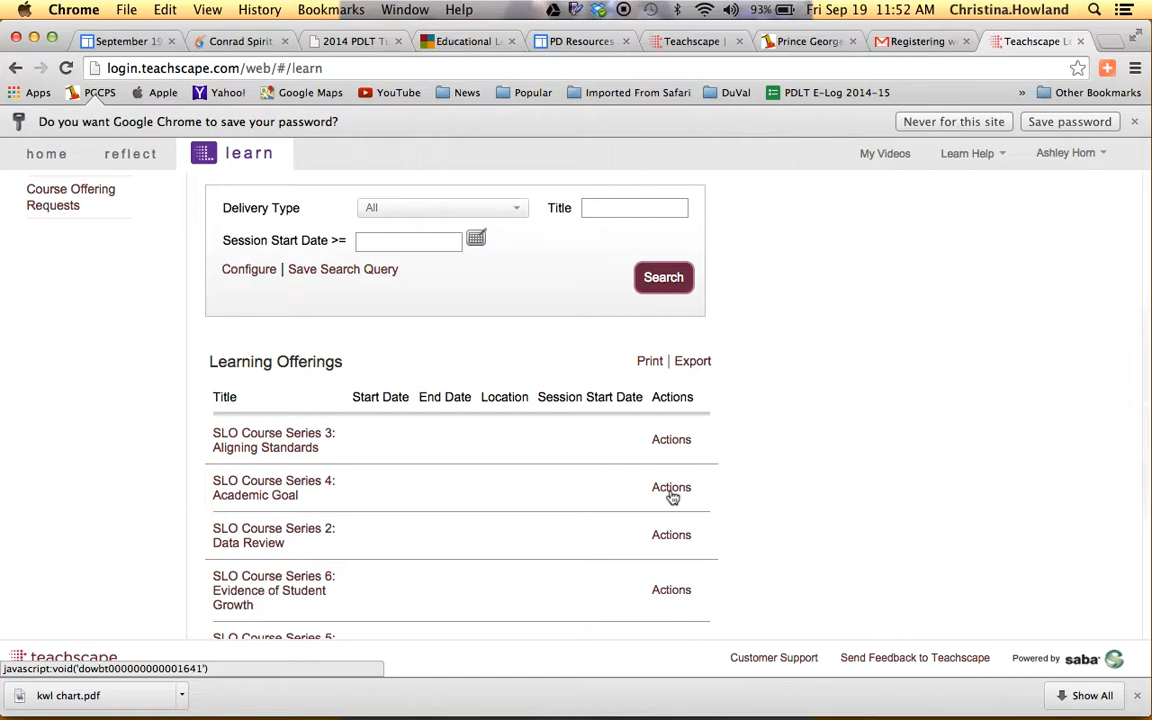 Chrome File Edit View History Bookmarks Window Help 93% Fri Sep 19 11:52 AM Christina.Howland
September 19 Conrad Spirit 2014 PDLT Tu Educational L PD Resources Teachscape | Prince George Registering w Teachscape Le
login.teachscape.com/web/#/learn
Apps PGCPS Apple Yahoo! Google Maps YouTube News Popular Imported From Safari DuVal PDLT E-Log 2014-15 » Other Bookmarks
Do you want Google Chrome to save your password? Never for this site Save password
home reflect learn My Videos Learn Help Ashley Horn
Course Offering
Requests
Delivery Type All Title
Session Start Date >=
Configure | Save Search Query
Search
Learning Offerings Print | Export
Title Start Date End Date Location Session Start Date Actions
SLO Course Series 3:
Aligning Standards
Actions
SLO Course Series 4:
Academic Goal
Actions
SLO Course Series 2:
Data Review
Actions
SLO Course Series 6:
Evidence of Student
Growth
Actions
SLO Course Series 5:
teachscape Customer Support Send Feedback to Teachscape Powered by saba
javascript:void('dowbt000000000001641')
kwl chart.pdf Show All